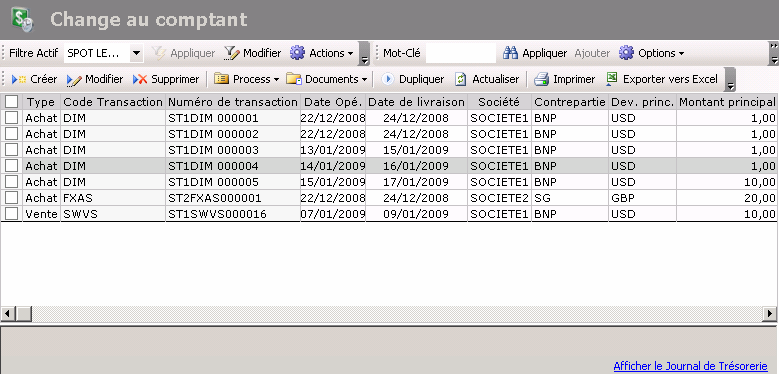 Change au comptant
Filtre Actif SPOT LE... Appliquer Modifier Actions Mot-Clé Appliquer Ajouter Options
Créer Modifier Supprimer Process Documents Dupliquer Actualiser Imprimer Exporter vers Excel
Type Code Transaction Numéro de transaction Date Opé. Date de livraison Société Contrepartie Dev. princ. Montant principal
Achat DIM ST1DIM 000001 22/12/2008 24/12/2008 SOCIETE1 BNP USD 1,00
Achat DIM ST1DIM 000002 22/12/2008 24/12/2008 SOCIETE1 BNP USD 1,00
Achat DIM ST1DIM 000003 13/01/2009 15/01/2009 SOCIETE1 BNP USD 1,00
Achat DIM ST1DIM 000004 14/01/2009 16/01/2009 SOCIETE1 BNP USD 1,00
Achat DIM ST1DIM 000005 15/01/2009 17/01/2009 SOCIETE1 BNP USD 10,00
Achat FXAS ST2FXAS000001 22/12/2008 24/12/2008 SOCIETE2 SG GBP 20,00
Vente SWVS ST1SWVS000016 07/01/2009 09/01/2009 SOCIETE1 BNP USD 10,00
Afficher le Journal de Trésorerie